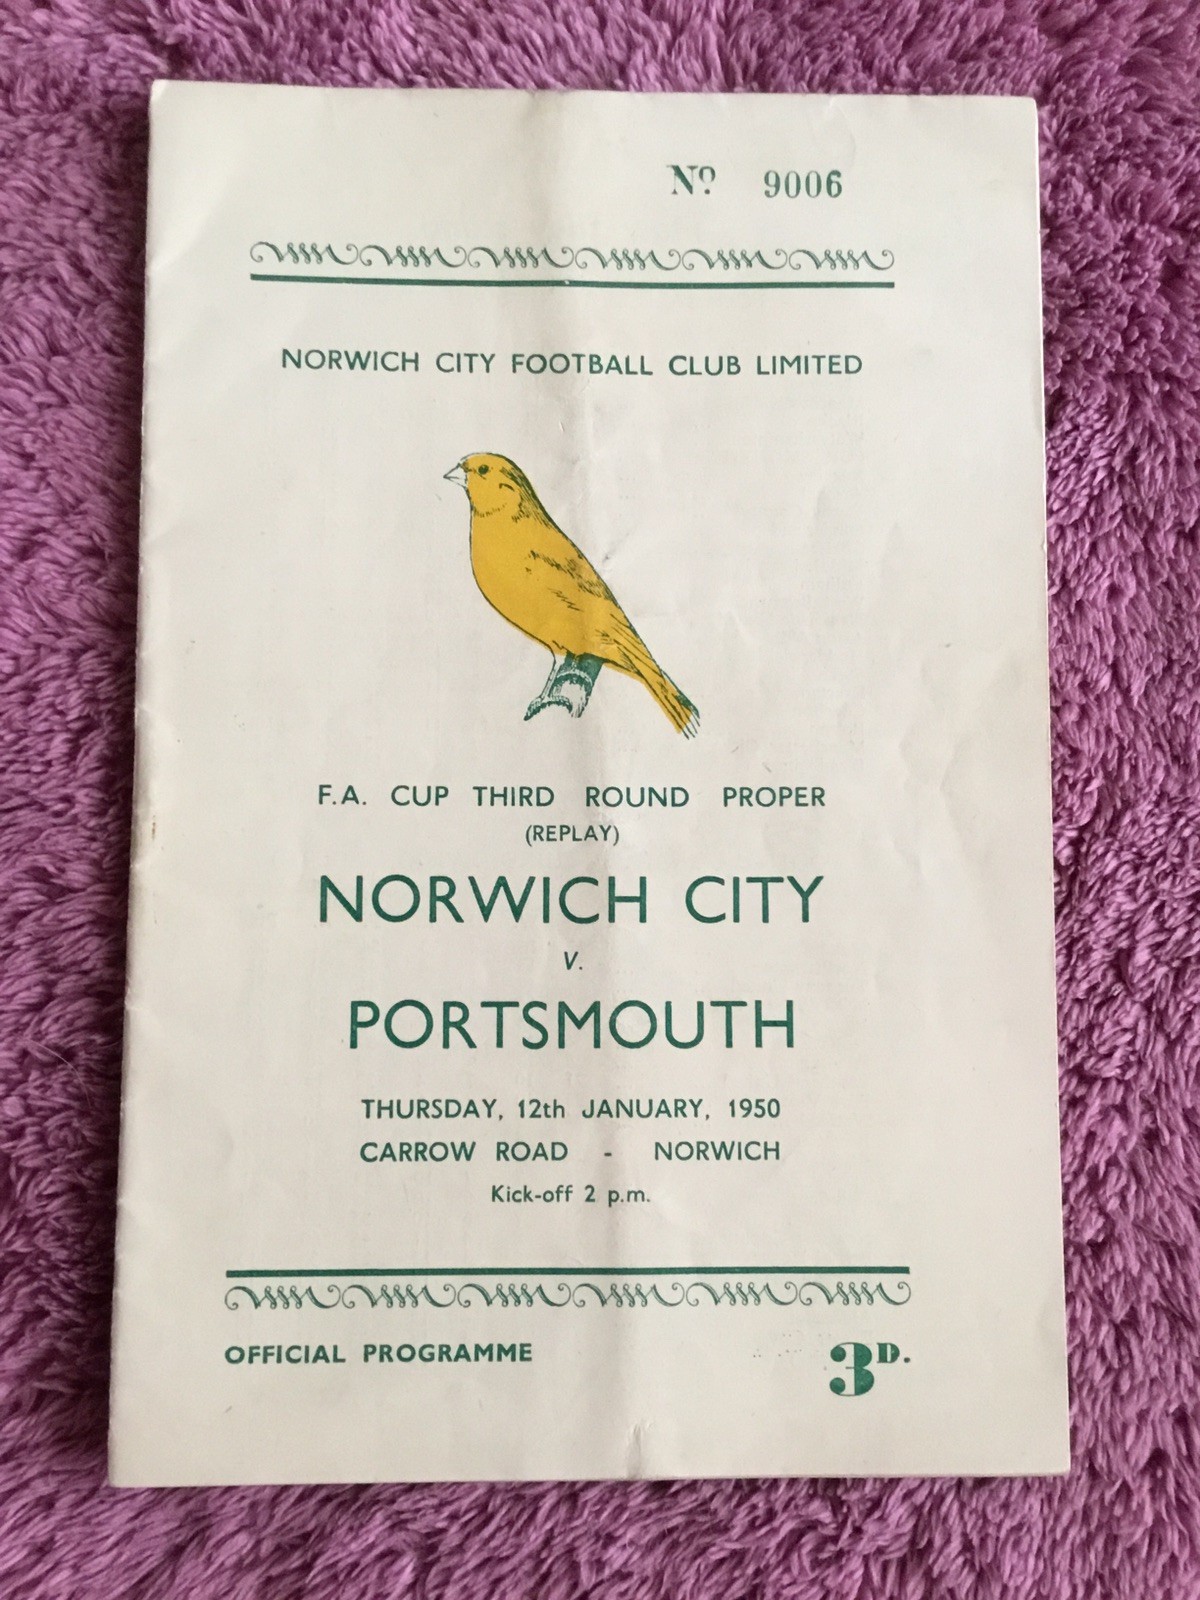 Nº 9006
NORWICH CITY FOOTBALL CLUB LIMITED
F.A. CUP THIRD ROUND PROPER
(REPLAY)
NORWICH CITY
V.
PORTSMOUTH
THURSDAY, 12th JANUARY, 1950
CARROW ROAD - NORWICH
Kick-off 2 p.m.
OFFICIAL PROGRAMME 3D.